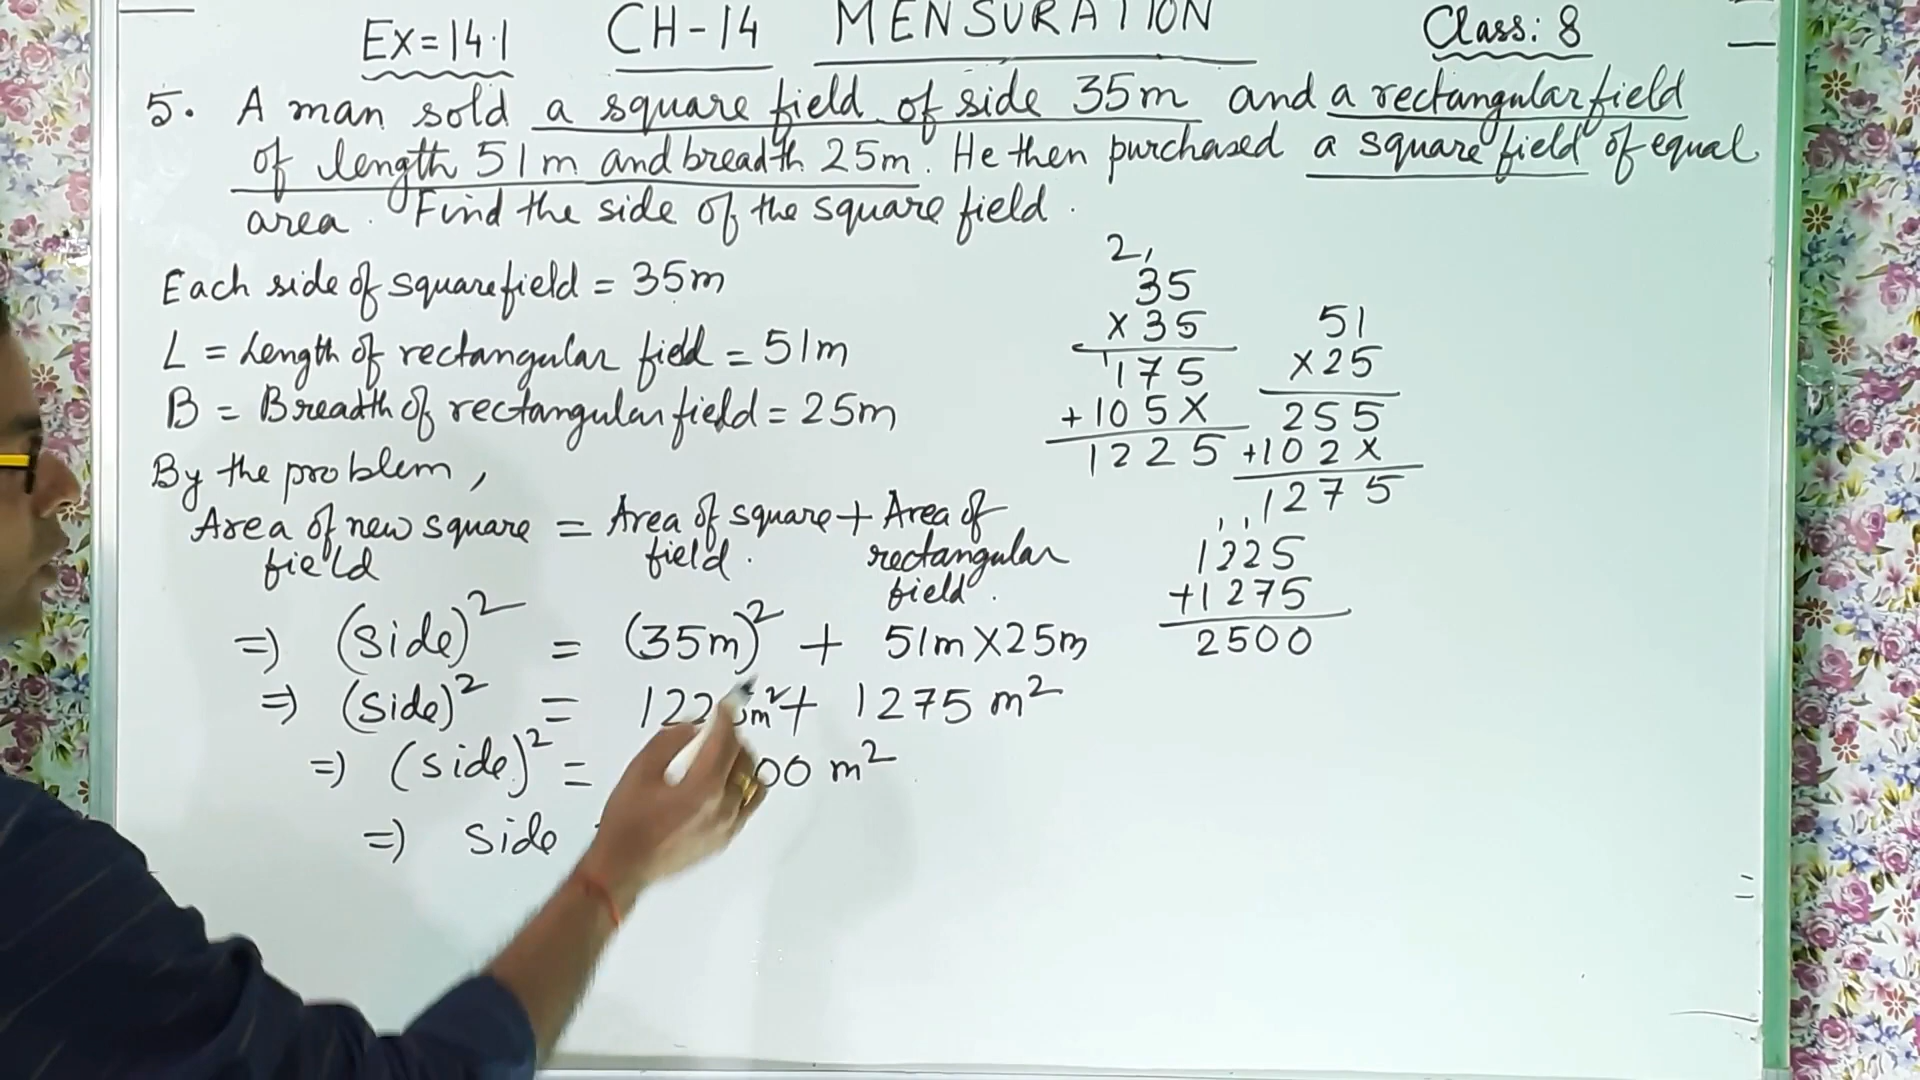 Ex=14.1 CH-14 MENSURATION Class: 8
5. A man sold a square field of side 35m and a rectangular field
of length 51m and breadth 25m. He then purchased a square field of equal
area. Find the side of the square field.
Each side of square field = 35m
L = Length of rectangular field = 51m
B = Breadth of rectangular field = 25m
By the problem,
Area of new square = Area of square + Area of
field field. rectangular
field.
=> (side)² = (35m)² + 51m×25m
=> (side)² = 122 m² + 1275 m²
=> (side)² = 00 m²
=> side
2,
35
×35
175
+105×
1225
51
×25
255
+102×
1275
1225
+1275
2500
=